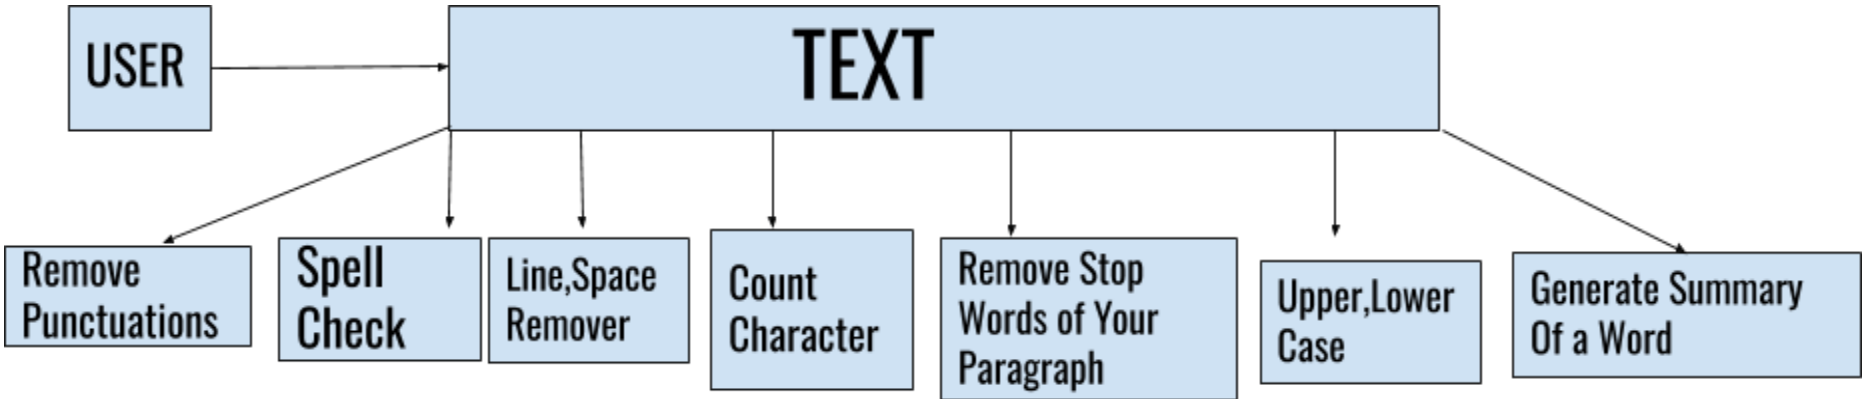 USER
TEXT
Remove
Punctuations
Spell
Check
Line,Space
Remover
Count
Character
Remove Stop
Words of Your
Paragraph
Upper,Lower
Case
Generate Summary
Of a Word